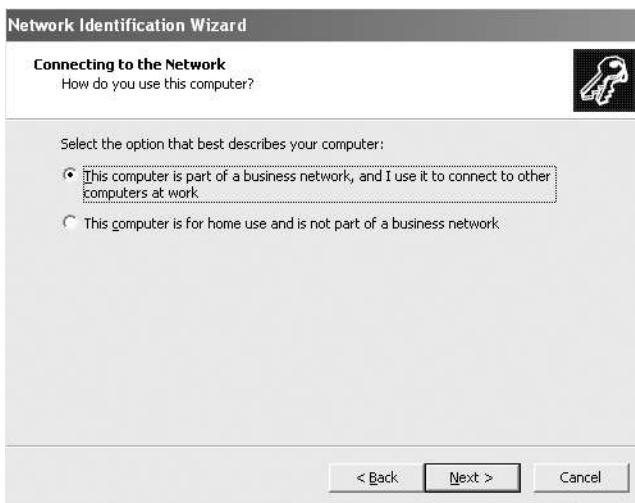 Network Identification Wizard
Connecting to the Network
How do you use this computer?
Select the option that best describes your computer:
This computer is part of a business network, and I use it to connect to other
computers at work
This computer is for home use and is not part of a business network
< Back
Next >
Cancel